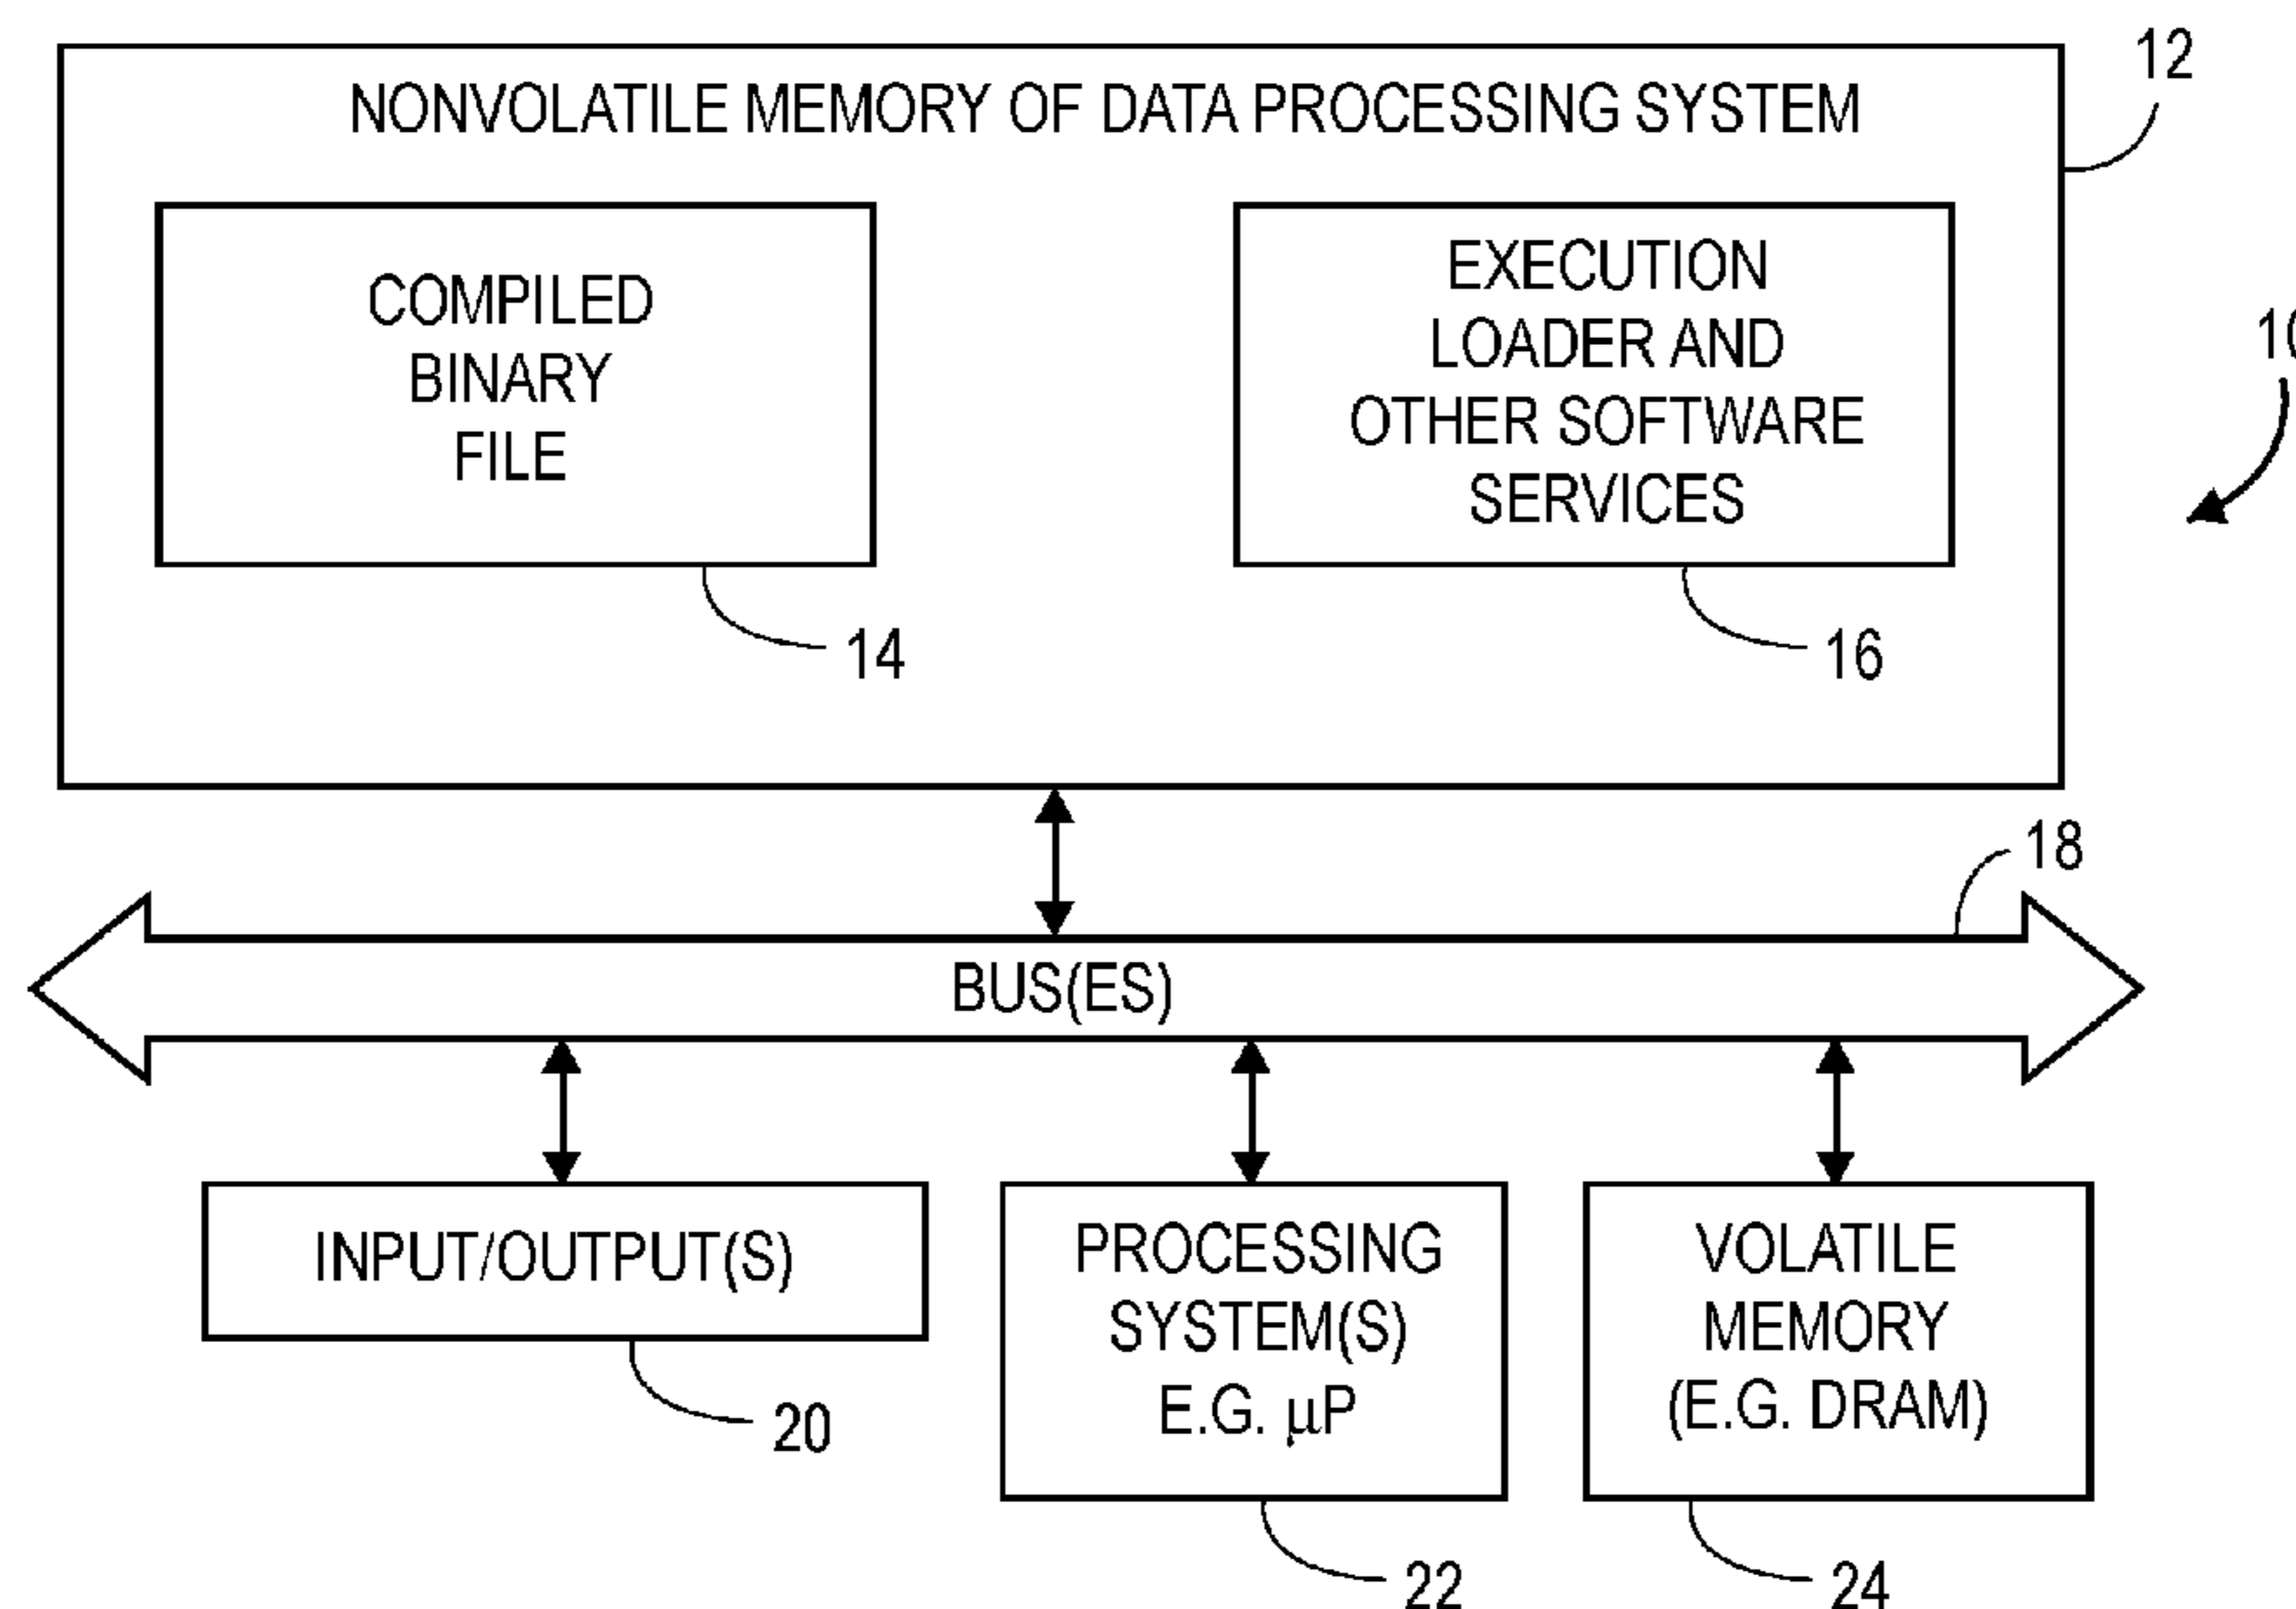 12
NONVOLATILE MEMORY OF DATA PROCESSING SYSTEM
COMPILED
BINARY
FILE
EXECUTION
LOADER AND
OTHER SOFTWARE
SERVICES
10
14
16
18
BUS(ES)
INPUT/OUTPUT(S)
PROCESSING
SYSTEM(S)
E.G. μP
VOLATILE
MEMORY
(E.G. DRAM)
20
22
24